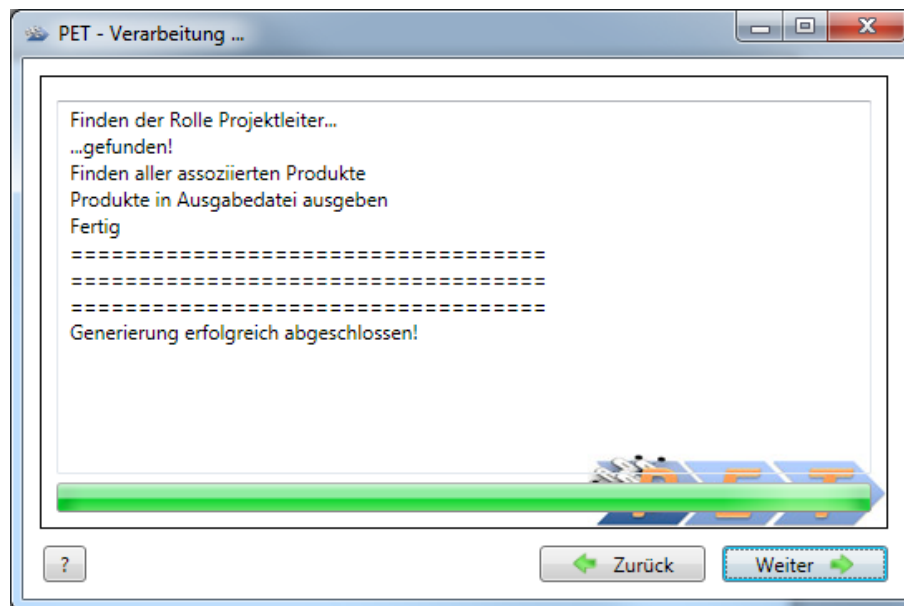 PET - Verarbeitung ...
Finden der Rolle Projektleiter...
...gefunden!
Finden aller assoziierten Produkte
Produkte in Ausgabedatei ausgeben
Fertig
===================================
===================================
===================================
Generierung erfolgreich abgeschlossen!
PET
?
Zurück
Weiter